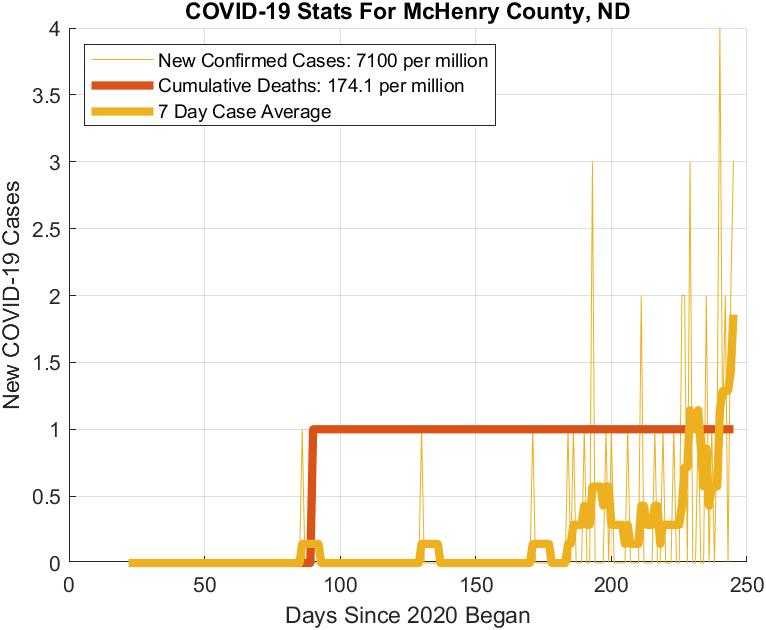 COVID-19 Stats For McHenry County, ND
New Confirmed Cases: 7100 per million
Cumulative Deaths: 174.1 per million
7 Day Case Average
4
3.5
3
2.5
2
1.5
1
0.5
0
New COVID-19 Cases
0 50 100 150 200 250
Days Since 2020 Began